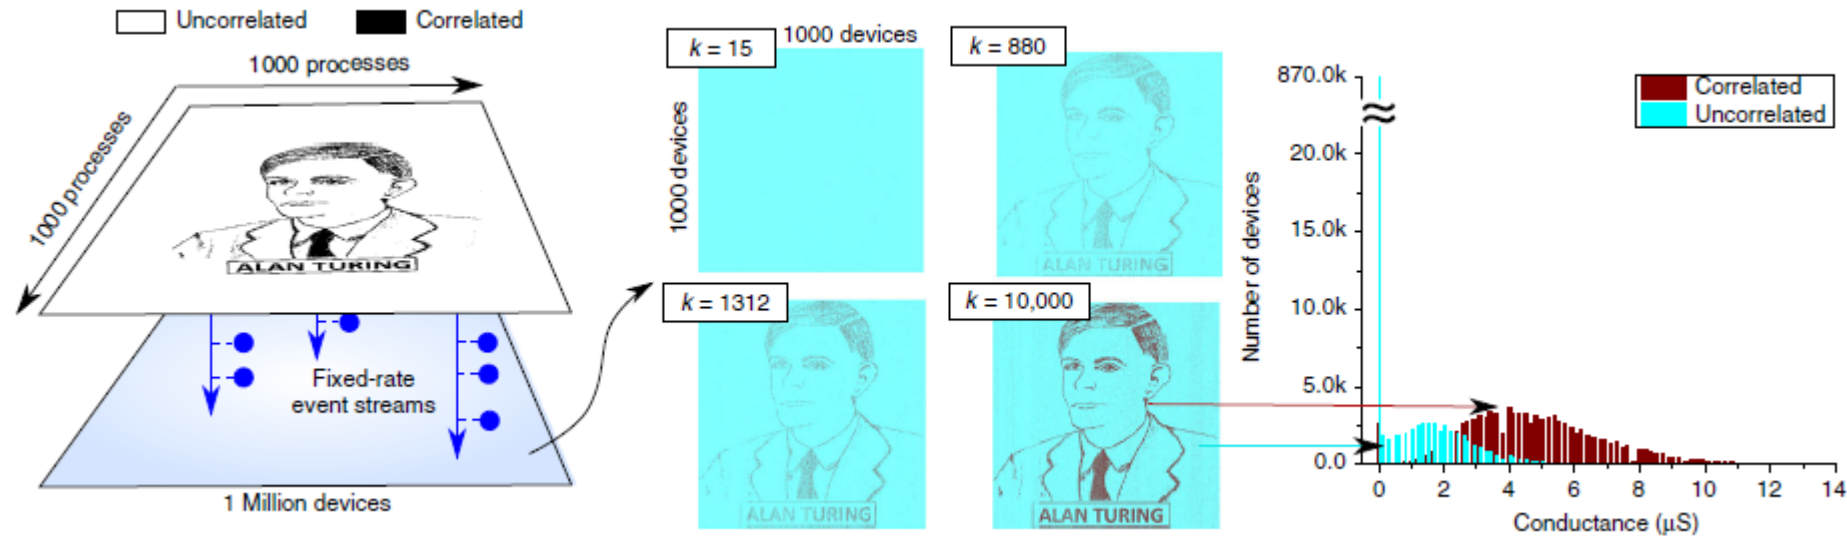 Uncorrelated
Correlated
1000 processes
1000 processes
ALAN TURING
Fixed-rate
event streams
1 Million devices
k = 15
1000 devices
1000 devices
k = 880
ALAN TURING
k = 1312
ALAN TURING
k = 10,000
ALAN TURING
Correlated
Uncorrelated
870.0k
20.0k
15.0k
10.0k
5.0k
0.0
Number of devices
0 2 4 6 8 10 12 14
Conductance (μS)